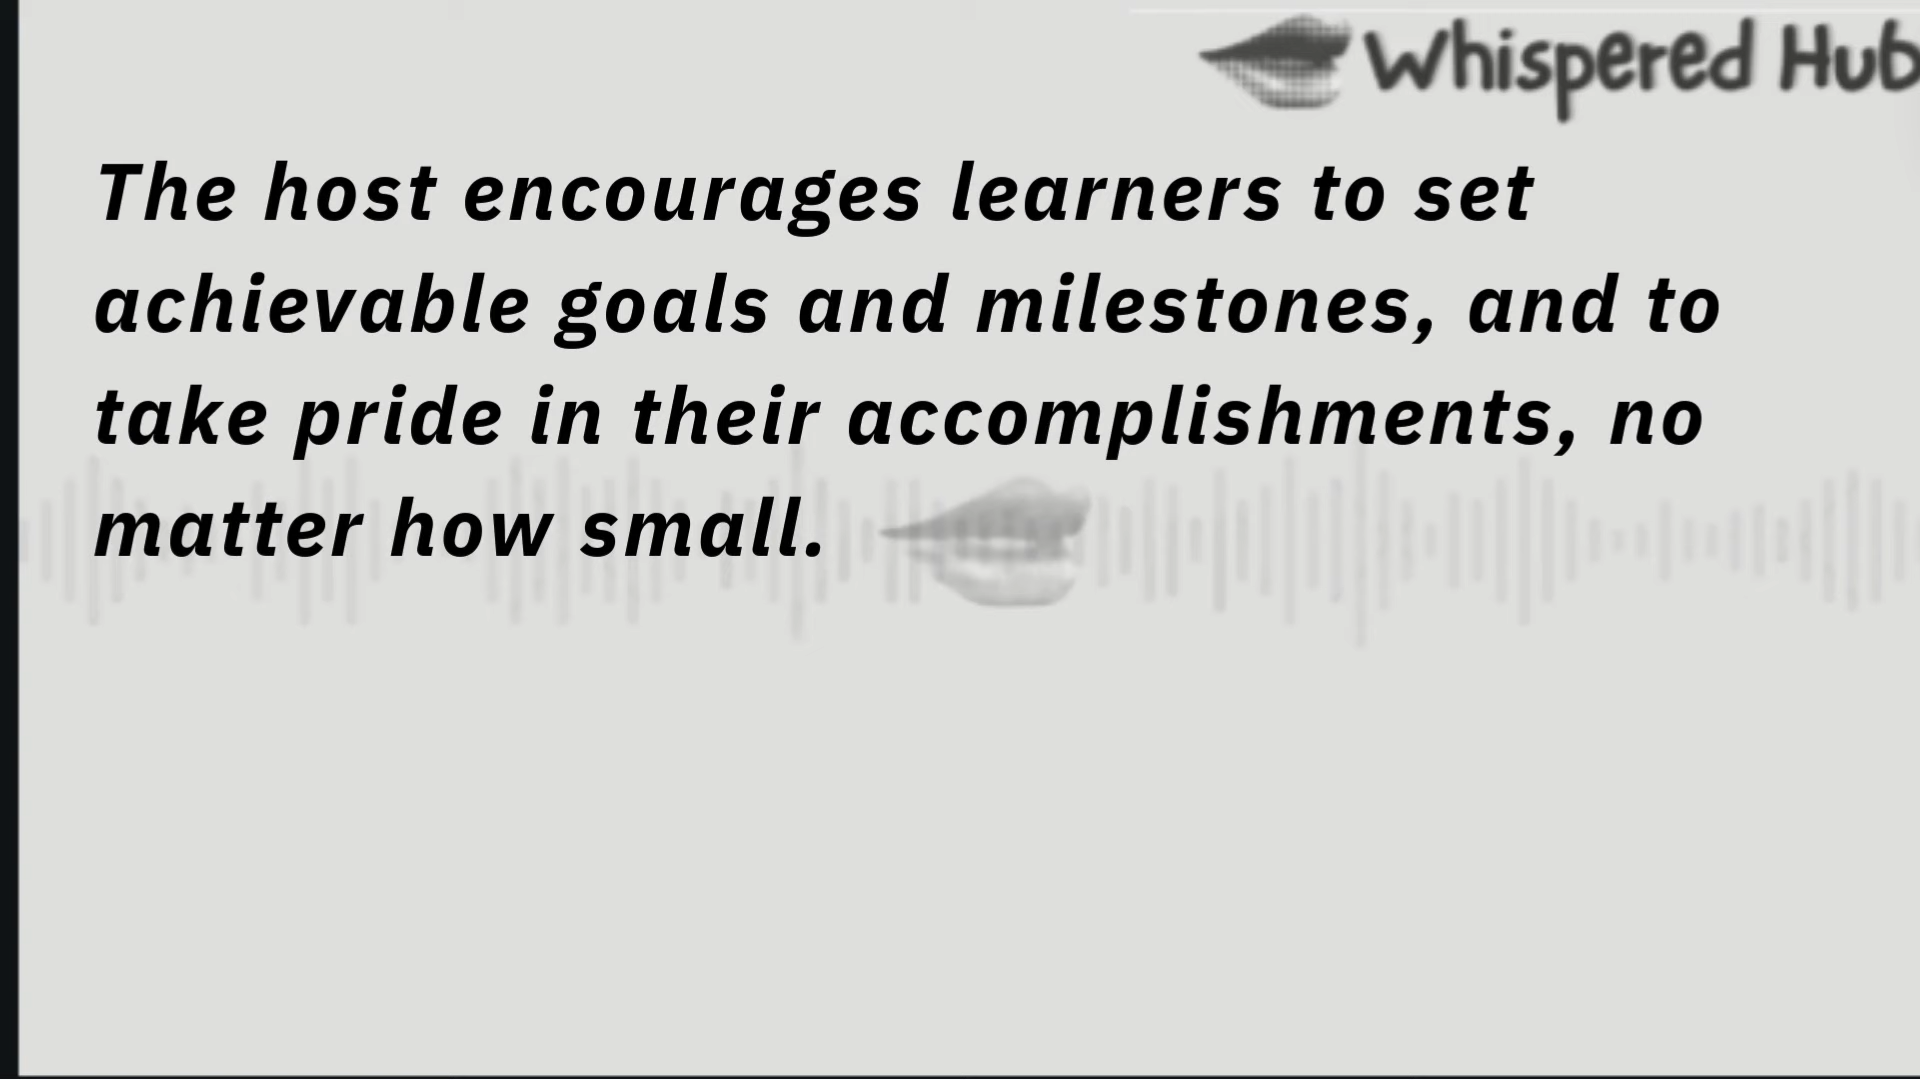 Whispered Hub
The host encourages learners to set
achievable goals and milestones, and to
take pride in their accomplishments, no
matter how small.